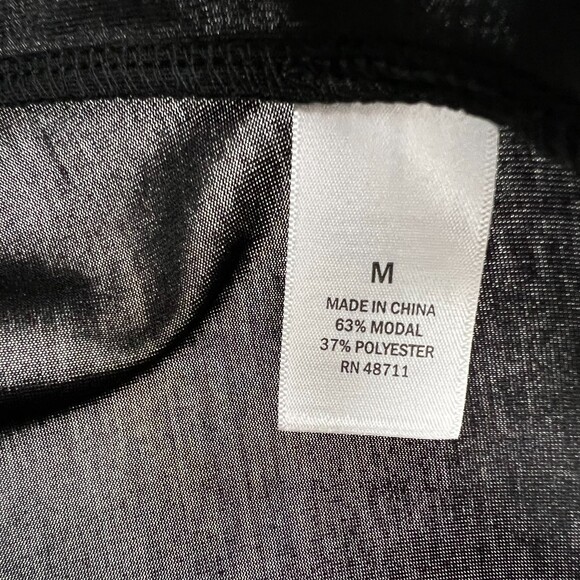 M
MADE IN CHINA
63% MODAL
37% POLYESTER
RN 48711